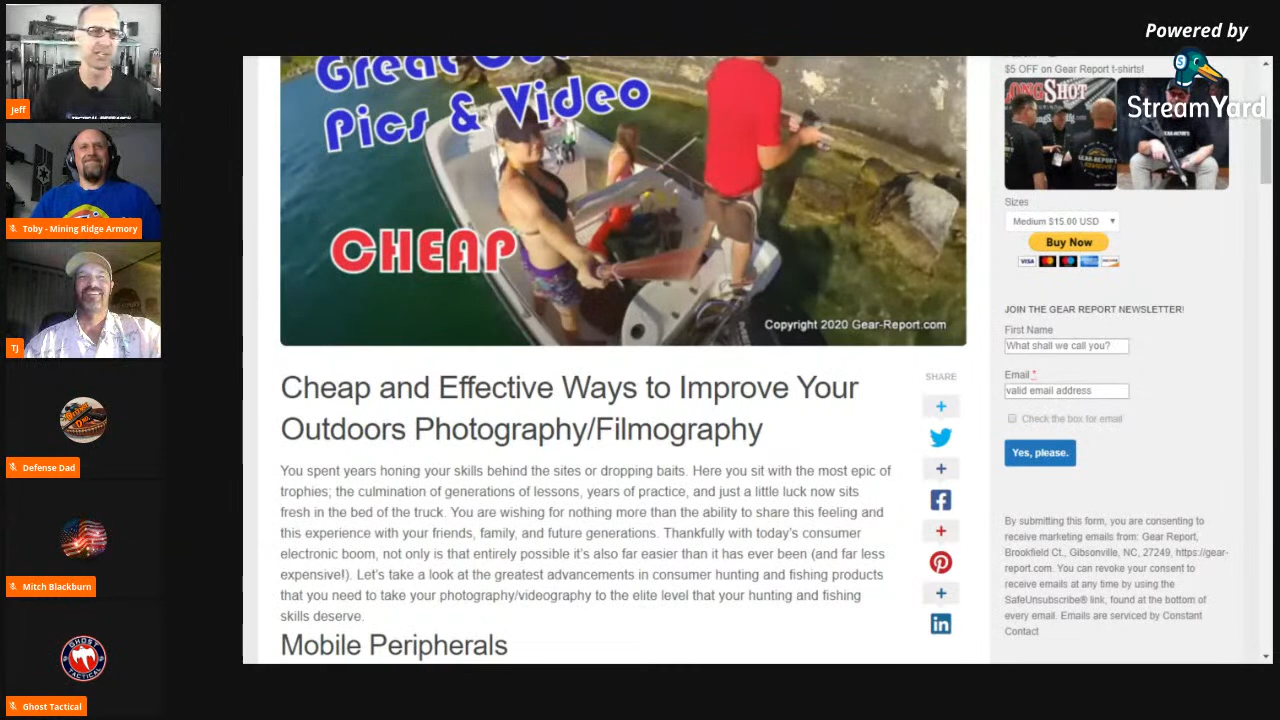 Powered by
StreamYard
Jeff
Toby - Mining Ridge Armory
TJ
Defense Dad
Mitch Blackburn
GHOST
TACTICAL
Ghost Tactical
Great
Pics & Video
CHEAP
Copyright 2020 Gear-Report.com
Cheap and Effective Ways to Improve Your
Outdoors Photography/Filmography
You spent years honing your skills behind the sites or dropping baits. Here you sit with the most epic of
trophies; the culmination of generations of lessons, years of practice, and just a little luck now sits
fresh in the bed of the truck. You are wishing for nothing more than the ability to share this feeling and
this experience with your friends, family, and future generations. Thankfully with today's consumer
electronic boom, not only is that entirely possible it's also far easier than it has ever been (and far less
expensive!). Let's take a look at the greatest advancements in consumer hunting and fishing products
that you need to take your photography/videography to the elite level that your hunting and fishing
skills deserve.
Mobile Peripherals
SHARE
$5 OFF on Gear Report t-shirts!
LONGSHOT
Sizes
Medium $15.00 USD
Buy Now
VISA
JOIN THE GEAR REPORT NEWSLETTER!
First Name
What shall we call you?
Email *
valid email address
Check the box for email
Yes, please.
By submitting this form, you are consenting to
receive marketing emails from: Gear Report,
Brookfield Ct., Gibsonville, NC, 27249, https://gear-
report.com. You can revoke your consent to
receive emails at any time by using the
SafeUnsubscribe® link, found at the bottom of
every email. Emails are serviced by Constant
Contact